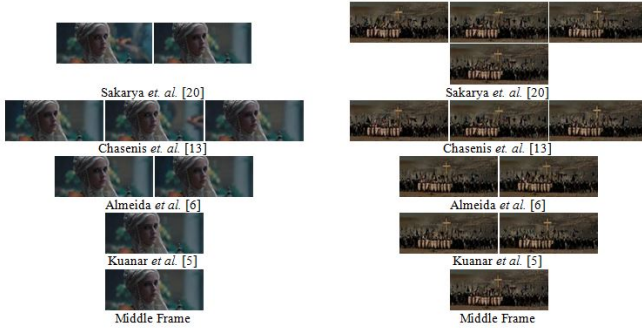 Sakarya et. al. [20]
Chasenis et. al. [13]
Almeida et al. [6]
Kuanar et al. [5]
Middle Frame
Sakarya et. al. [20]
Chasenis et. al. [13]
Almeida et al. [6]
Kuanar et al. [5]
Middle Frame